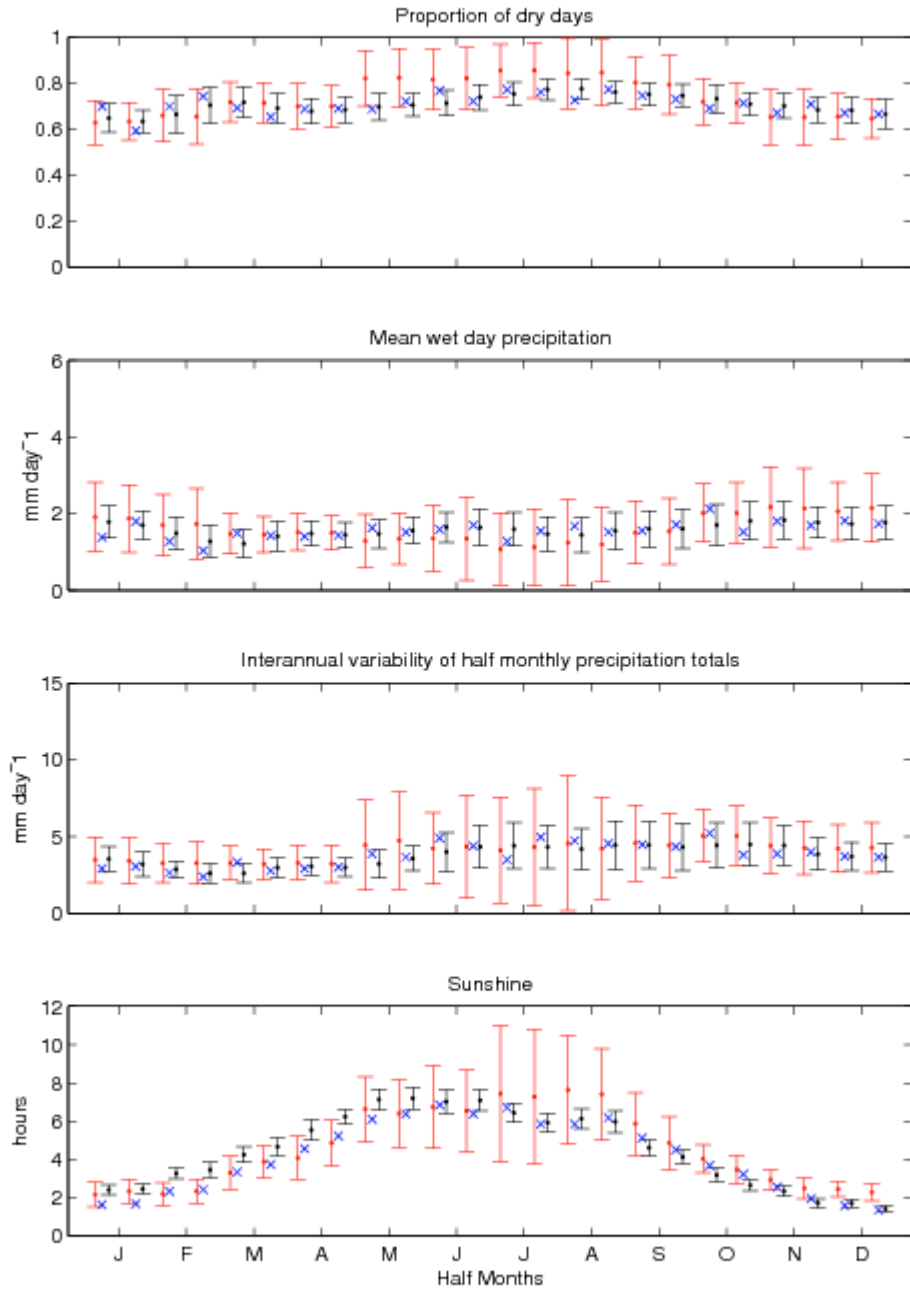 Proportion of dry days
1
0.8
0.6
0.4
0.2
0
Mean wet day precipitation
6
4
2
0
mm day¯1
Interannual variability of half monthly precipitation totals
15
10
5
0
mm day¯1
Sunshine
12
10
8
6
4
2
0
hours
J F M A M J J A S O N D
Half Months